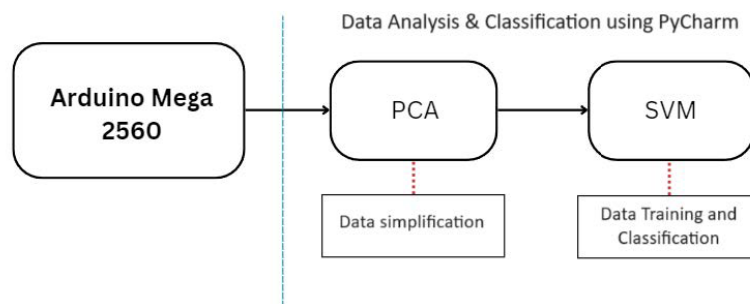 Data Analysis & Classification using PyCharm
Arduino Mega
2560
PCA
SVM
Data simplification
Data Training and
Classification